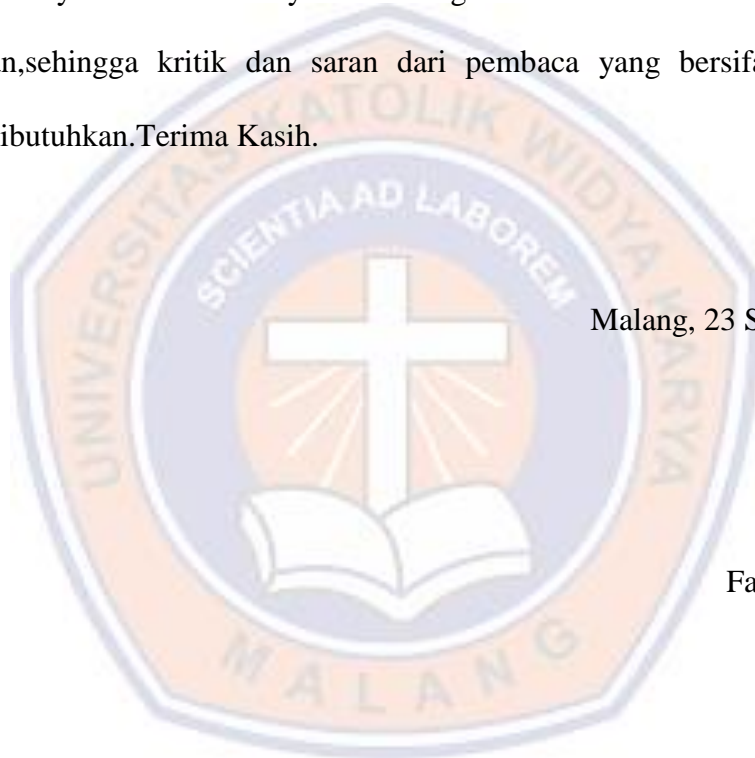 an,sehingga kritik dan saran dari pembaca yang
ibutuhkan.Terima Kasih.
UNIVERSITAS KATOLIK WIDYA KARYA
SCIENTIA AD LABOREM
Malang, 23 S
Fa
MALANG